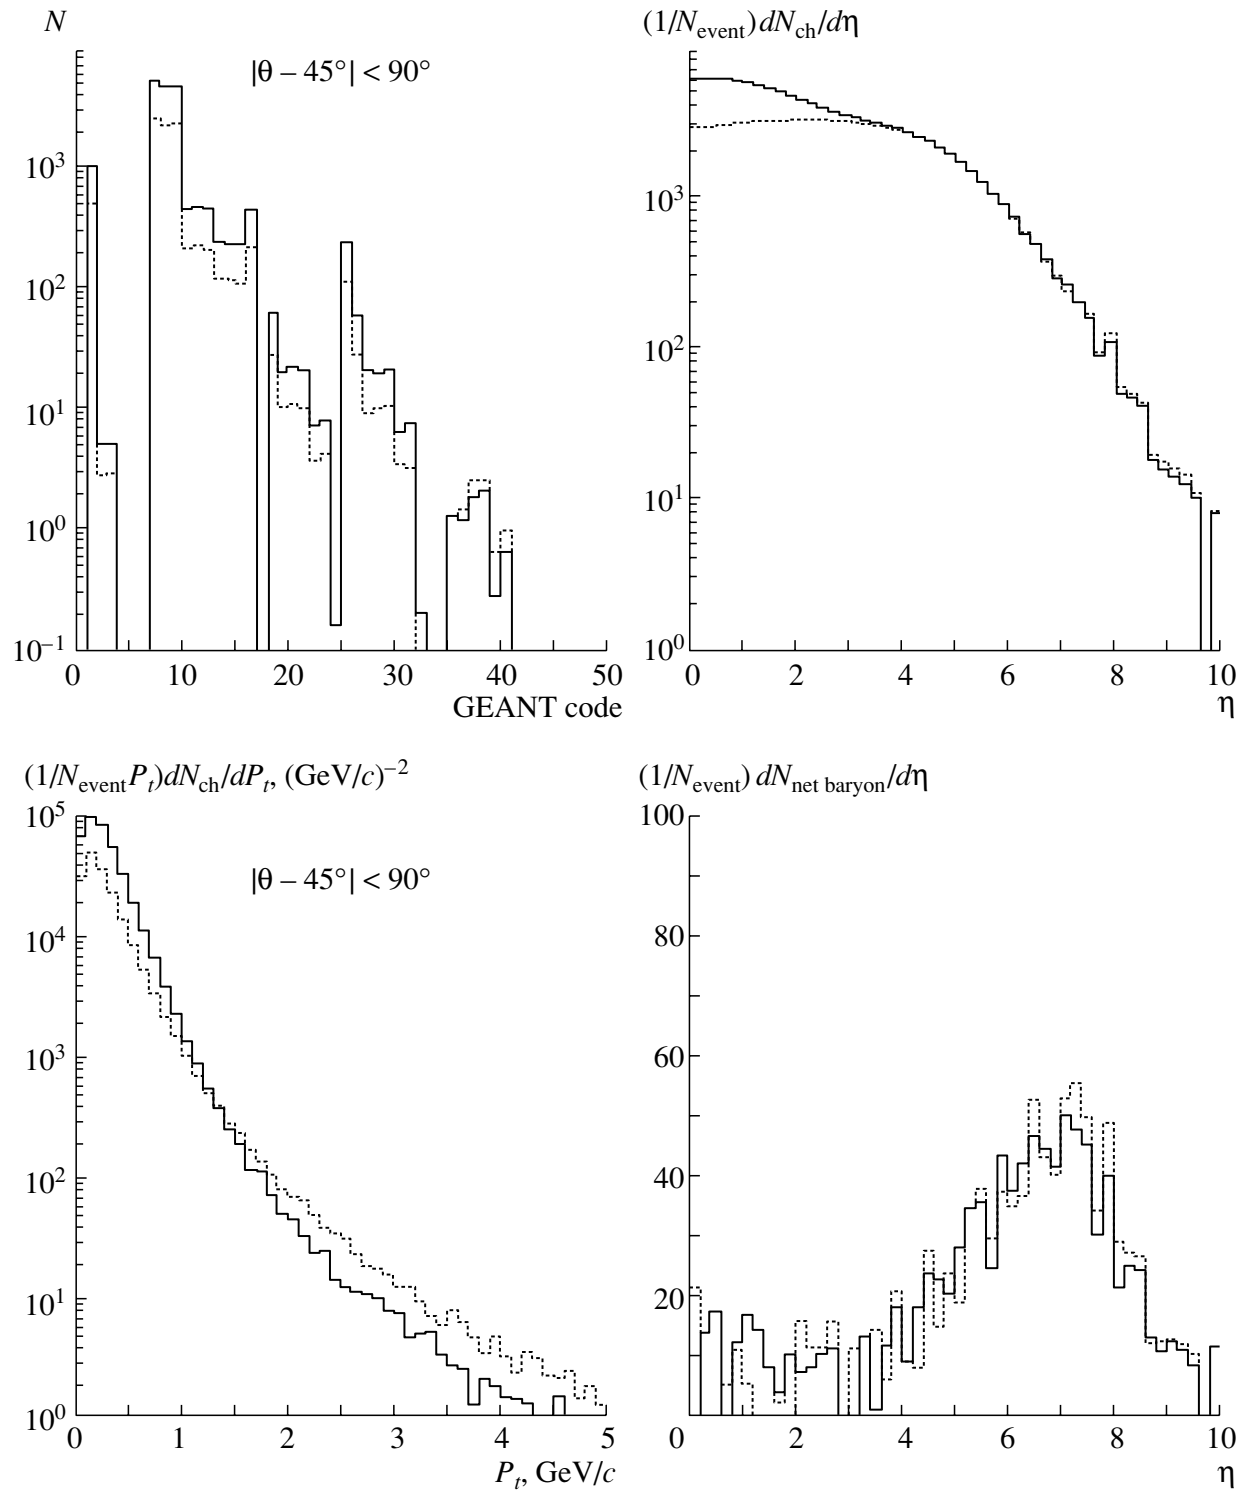 N
|θ – 45°| < 90°
10³
10²
10¹
10⁰
10⁻¹
0 10 20 30 40 50
GEANT code
(1/N_event) dN_ch/dη
10³
10²
10¹
10⁰
0 2 4 6 8 10
η
(1/N_event P_t)dN_ch/dP_t, (GeV/c)⁻²
|θ – 45°| < 90°
10⁵
10⁴
10³
10²
10¹
10⁰
0 1 2 3 4 5
P_t, GeV/c
(1/N_event) dN_net baryon/dη
100
80
60
40
20
0 2 4 6 8 10
η